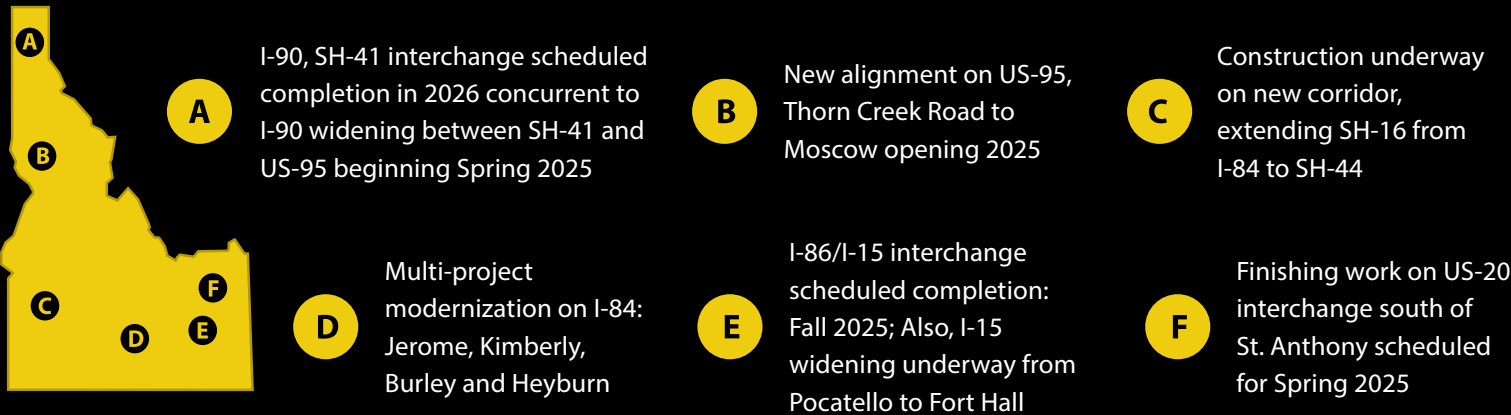 A
B
C
D
E
F
A
I-90, SH-41 interchange scheduled
completion in 2026 concurrent to
I-90 widening between SH-41 and
US-95 beginning Spring 2025
B
New alignment on US-95,
Thorn Creek Road to
Moscow opening 2025
C
Construction underway
on new corridor,
extending SH-16 from
I-84 to SH-44
D
Multi-project
modernization on I-84:
Jerome, Kimberly,
Burley and Heyburn
E
I-86/I-15 interchange
scheduled completion:
Fall 2025; Also, I-15
widening underway from
Pocatello to Fort Hall
F
Finishing work on US-20
interchange south of
St. Anthony scheduled
for Spring 2025